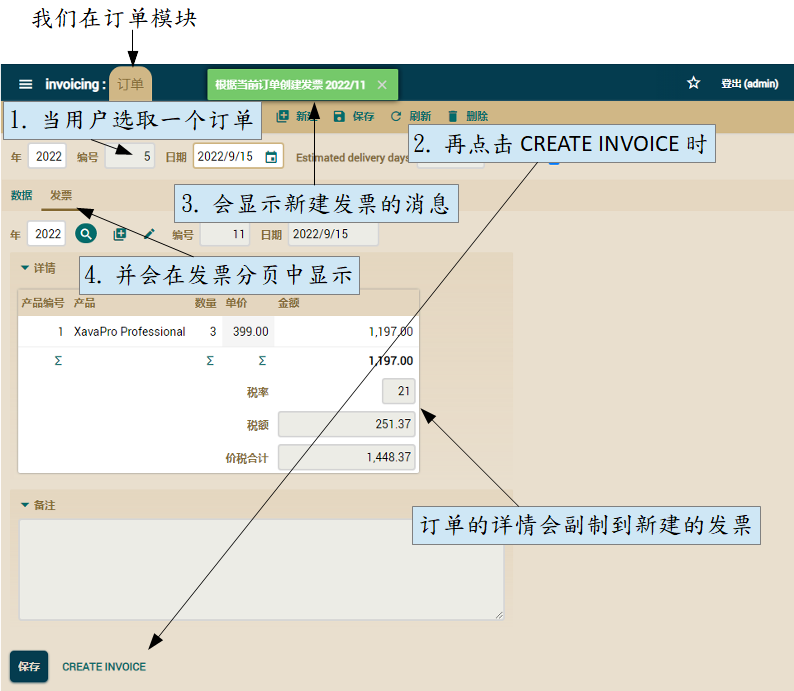 我们在订单模块
invoicing : 订单
根据当前订单创建发票 2022/11
登出 (admin)
1. 当用户选取一个订单
新建 保存 刷新 删除
2. 再点击 CREATE INVOICE 时
年 2022 编号 5 日期 2022/9/15 Estimated delivery days
数据 发票
3. 会显示新建发票的消息
年 2022 编号 11 日期 2022/9/15
详情
4. 并会在发票分页中显示
产品编号 产品 数量 单价 金额
1 XavaPro Professional 3 399.00 1,197.00
Σ Σ Σ 1,197.00
税率 21
税额 251.37
价税合计 1,448.37
备注
订单的详情会副制到新建的发票
保存 CREATE INVOICE